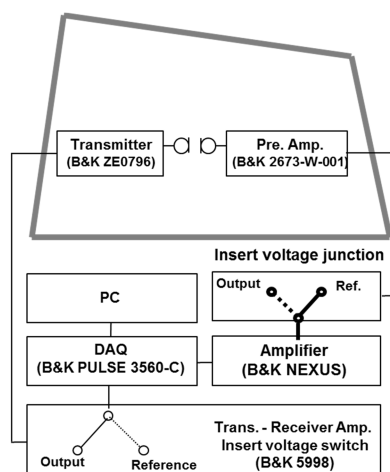 Transmitter
(B&K ZE0796)
Pre. Amp.
(B&K 2673-W-001)
Insert voltage junction
Output
Ref.
PC
DAQ
(B&K PULSE 3560-C)
Amplifier
(B&K NEXUS)
Trans. - Receiver Amp.
Insert voltage switch
(B&K 5998)
Output
Reference